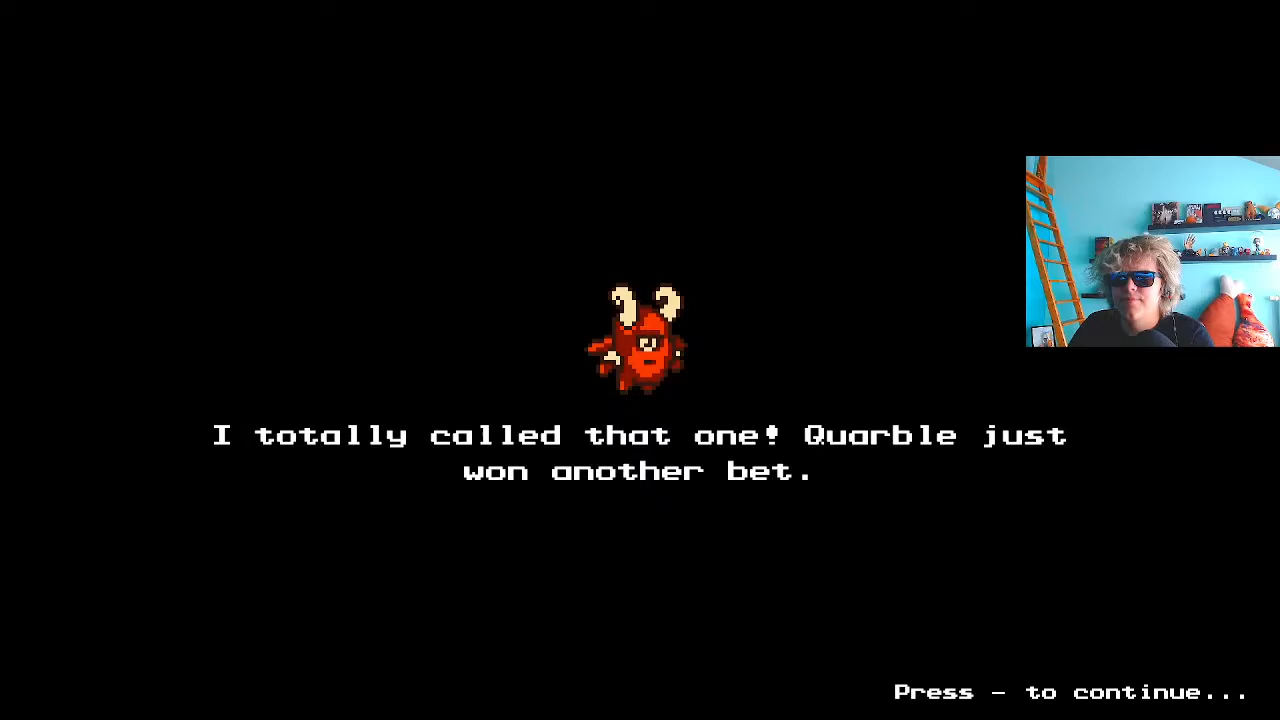 I totally called that one! Quarble just
won another bet.
Press - to continue...